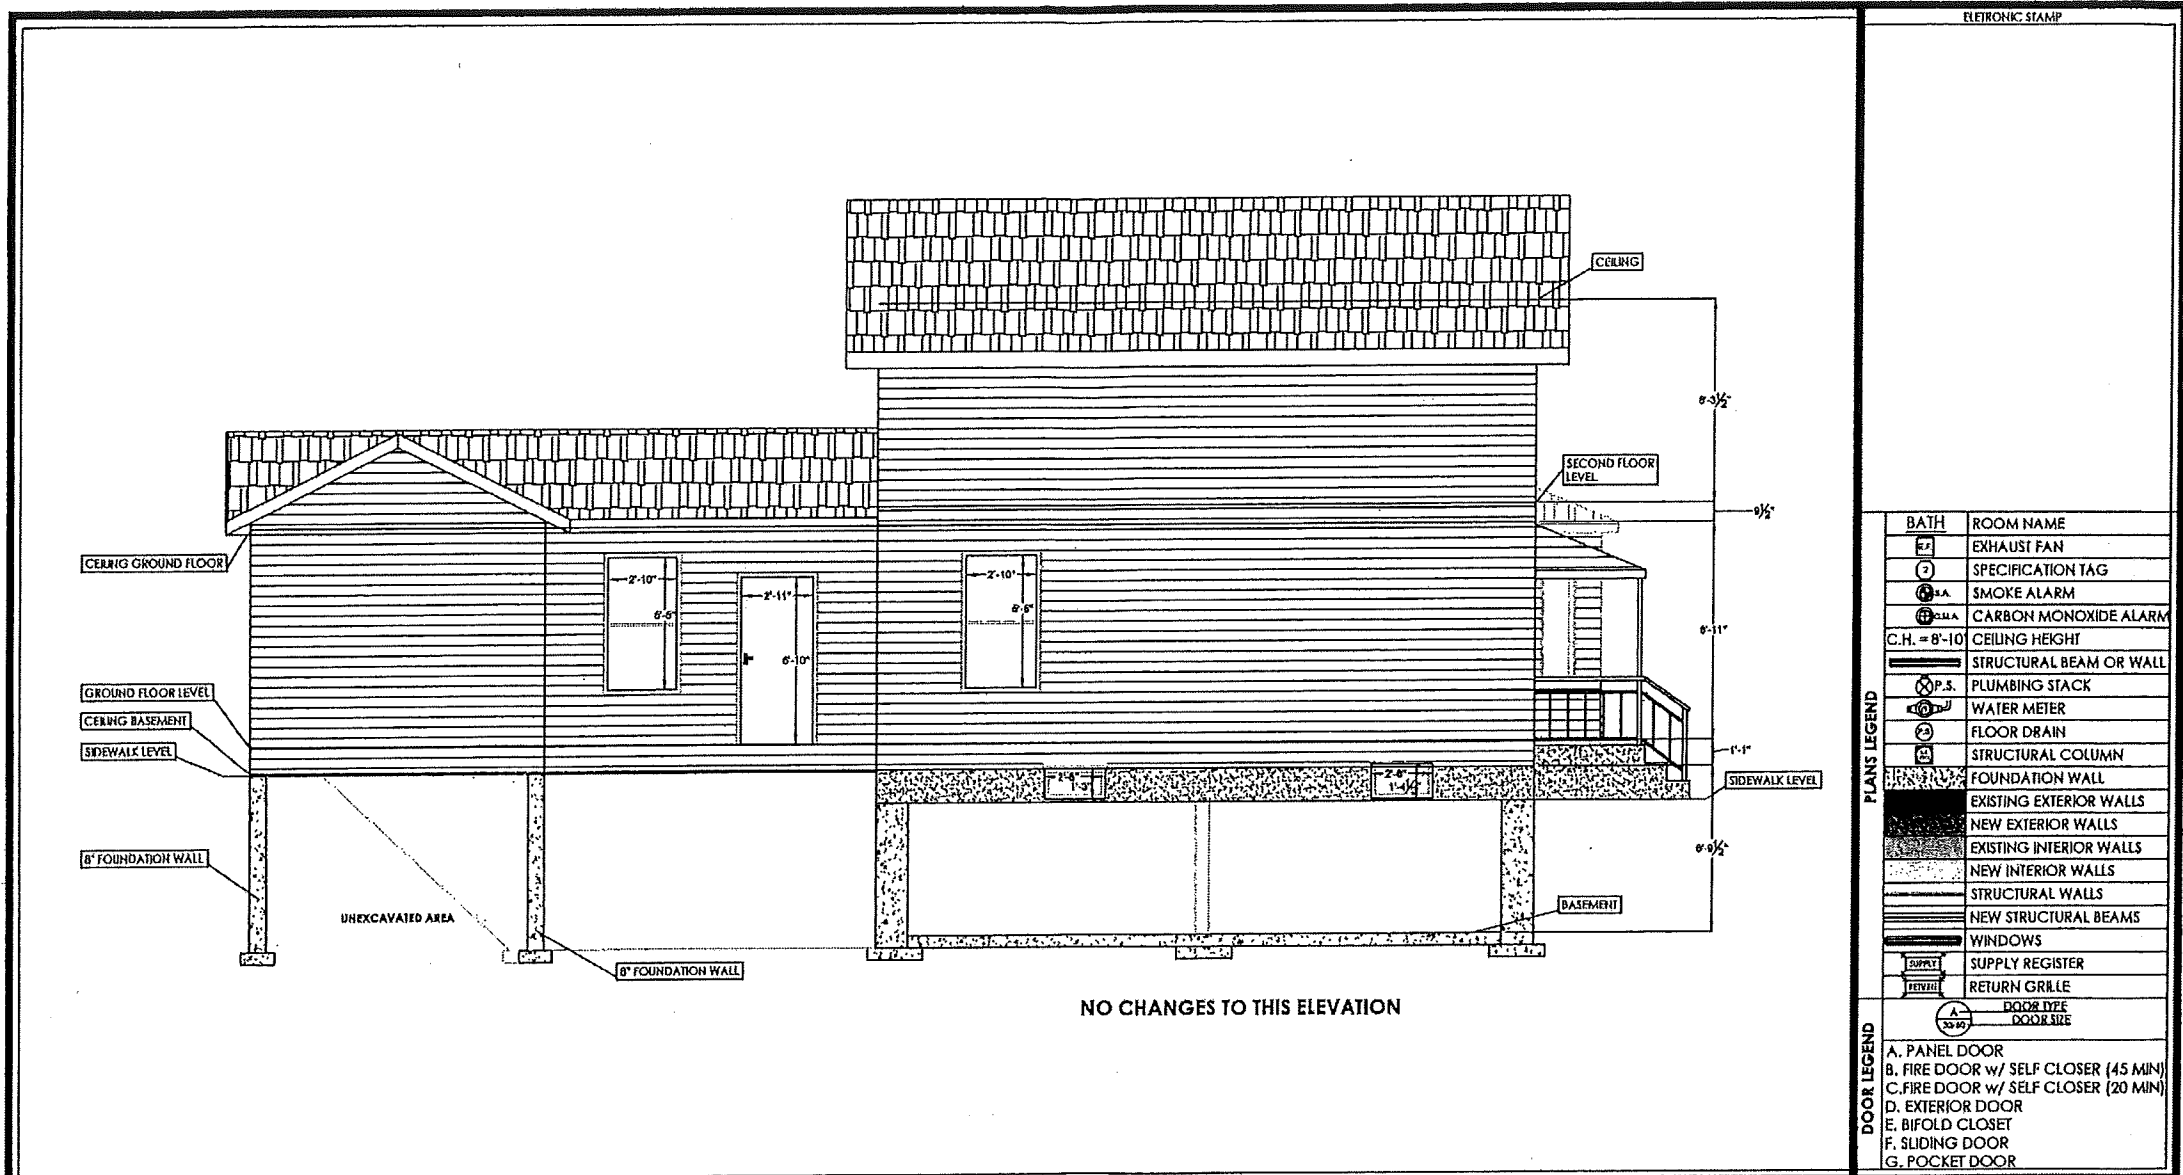 ELETRONIC STAMP
CEILING
SECOND FLOOR
LEVEL
9½"
CEILING GROUND FLOOR
2'-10"
2'-11"
6'-10"
2'-10"
GROUND FLOOR LEVEL
CEILING BASEMENT
SIDEWALK LEVEL
1'-1"
SIDEWALK LEVEL
8" FOUNDATION WALL
UNEXCAVATED AREA
BASEMENT
8" FOUNDATION WALL
NO CHANGES TO THIS ELEVATION
PLANS LEGEND
BATH ROOM NAME
E.F. EXHAUST FAN
2 SPECIFICATION TAG
S.A. SMOKE ALARM
C.M.A. CARBON MONOXIDE ALARM
C.H. = 8'-10" CEILING HEIGHT
STRUCTURAL BEAM OR WALL
P.S. PLUMBING STACK
WATER METER
FLOOR DRAIN
STRUCTURAL COLUMN
FOUNDATION WALL
EXISTING EXTERIOR WALLS
NEW EXTERIOR WALLS
EXISTING INTERIOR WALLS
NEW INTERIOR WALLS
STRUCTURAL WALLS
NEW STRUCTURAL BEAMS
WINDOWS
SUPPLY SUPPLY REGISTER
RETURN RETURN GRILLE
DOOR LEGEND
A DOOR TYPE
DOOR SIZE
A. PANEL DOOR
B. FIRE DOOR w/ SELF CLOSER (45 MIN)
C.FIRE DOOR w/ SELF CLOSER (20 MIN)
D. EXTERIOR DOOR
E. BIFOLD CLOSET
F. SLIDING DOOR
G. POCKET DOOR